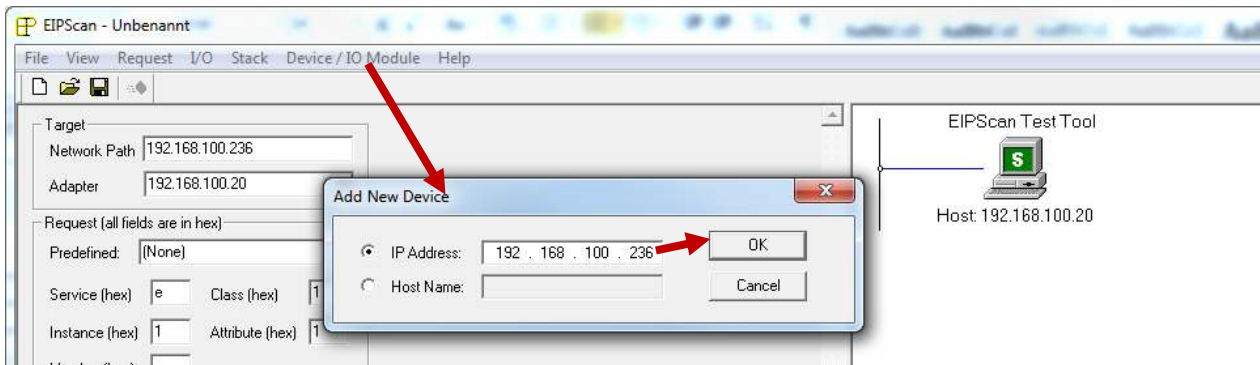 EIPScan - Unbenannt
File View Request I/O Stack Device / IO Module Help
Target
Network Path 192.168.100.236
Adapter 192.168.100.20
Request (all fields are in hex)
Predefined: (None)
Service (hex) e Class (hex) 1
Instance (hex) 1 Attribute (hex) 1
Add New Device
IP Address: 192 . 168 . 100 . 236 OK
Host Name: Cancel
EIPScan Test Tool
S
Host: 192.168.100.20